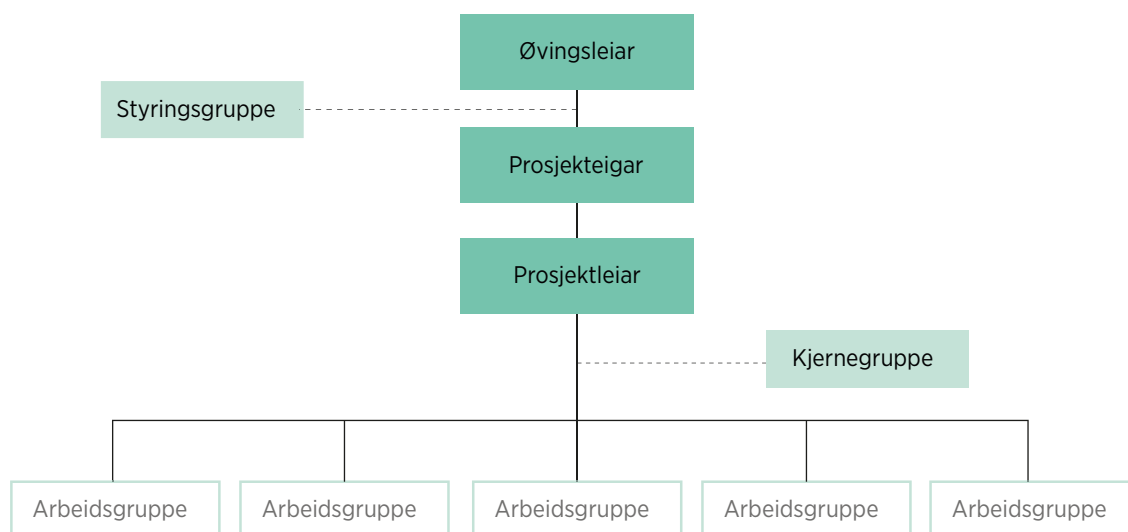 Øvingsleiar
Styringsgruppe
Prosjekteigar
Prosjektleiar
Kjernegruppe
Arbeidsgruppe
Arbeidsgruppe
Arbeidsgruppe
Arbeidsgruppe
Arbeidsgruppe